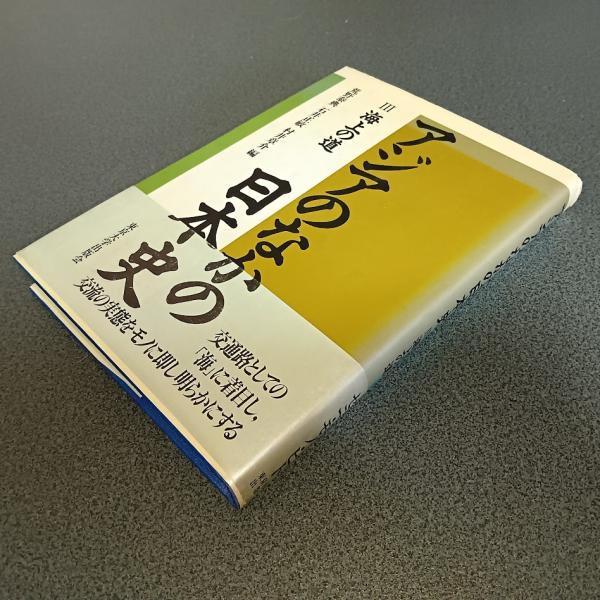 アジアのなかの
日本史
III 海上の道
荒野泰典 石井正敏 村井章介 編
東京大学出版会
交通路としての
「海」に着目し,
交流の実態をモノに即し明らかにする